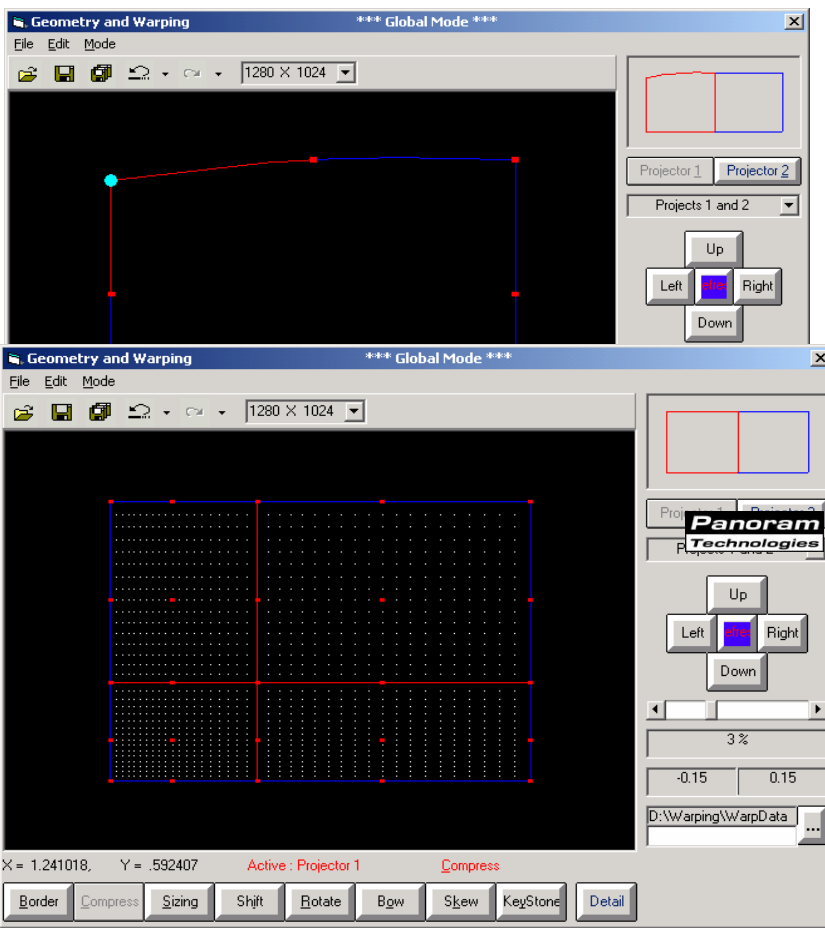 Geometry and Warping *** Global Mode ***
File Edit Mode
1280 X 1024
Projector 1 Projector 2
Projects 1 and 2
Up
Left efre Right
Down
Geometry and Warping *** Global Mode ***
File Edit Mode
1280 X 1024
Panoram
Technologies
Up
Left efre Right
Down
3 %
-0.15 0.15
D:\Warping\WarpData ...
X = 1.241018, Y = .592407 Active : Projector 1 Compress
Border Compress Sizing Shift Rotate Bow Skew KeyStone Detail